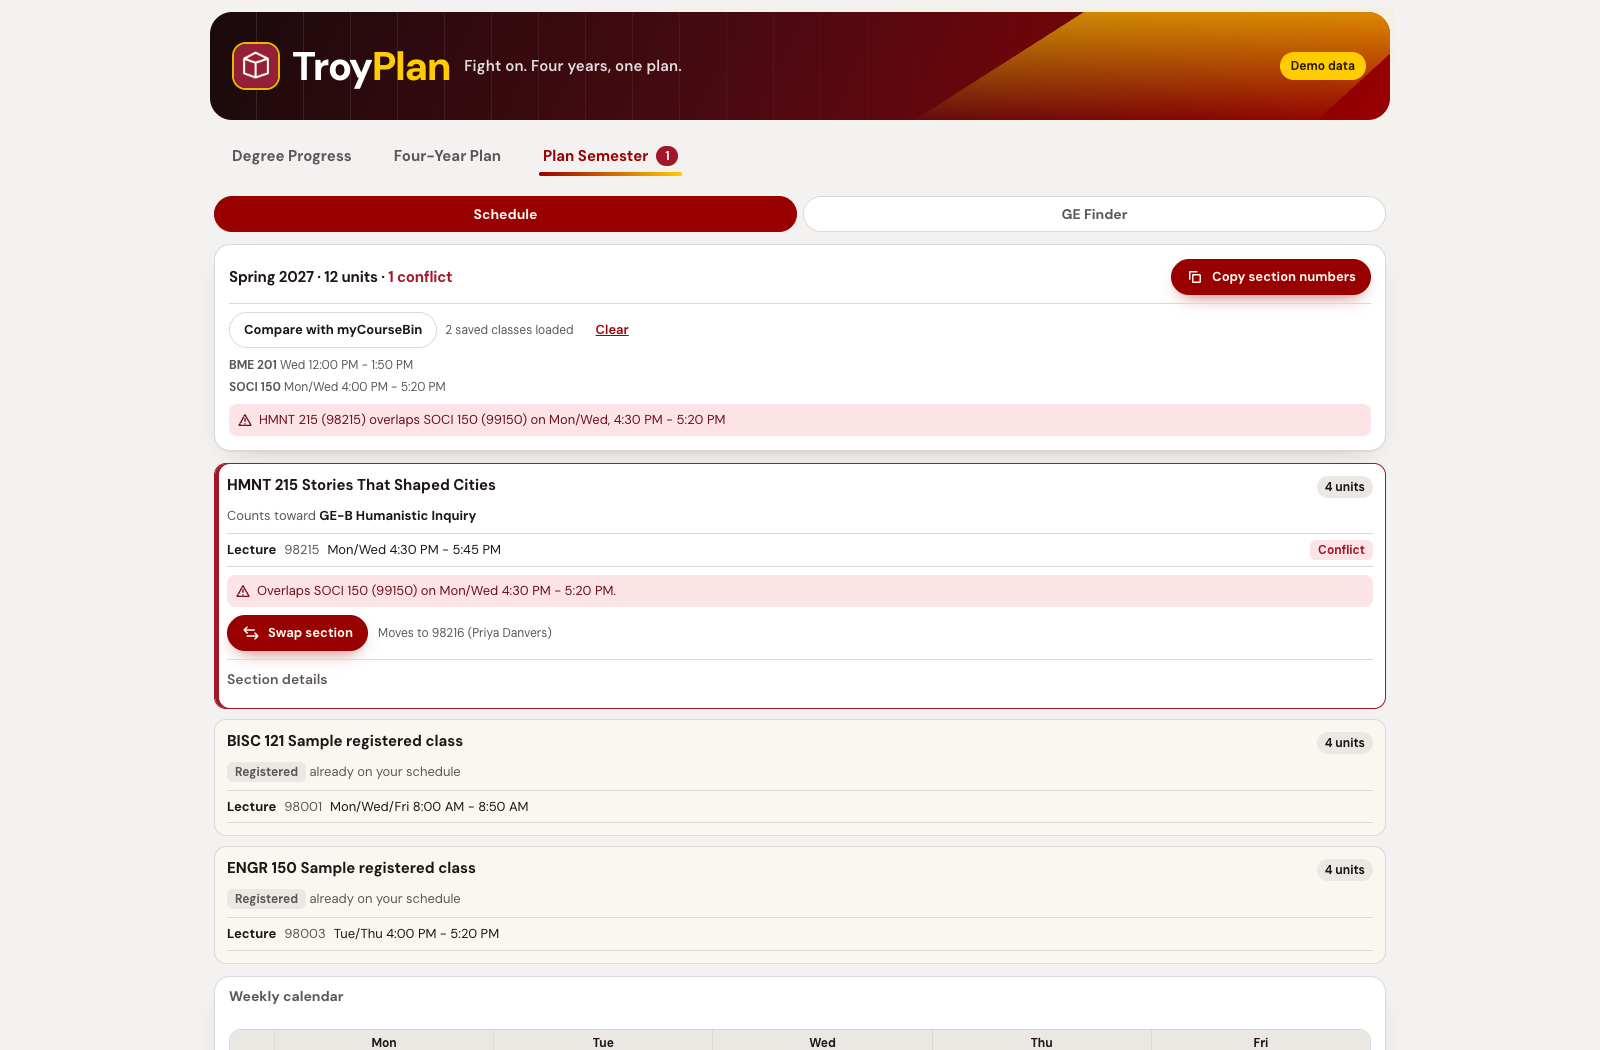 TroyPlan Fight on. Four years, one plan. Demo data
Degree Progress Four-Year Plan Plan Semester 1
Schedule GE Finder
Spring 2027 · 12 units · 1 conflict Copy section numbers
Compare with myCourseBin 2 saved classes loaded Clear
BME 201 Wed 12:00 PM - 1:50 PM
SOCI 150 Mon/Wed 4:00 PM - 5:20 PM
HMNT 215 (98215) overlaps SOCI 150 (99150) on Mon/Wed, 4:30 PM - 5:20 PM
HMNT 215 Stories That Shaped Cities 4 units
Counts toward GE-B Humanistic Inquiry
Lecture 98215 Mon/Wed 4:30 PM - 5:45 PM Conflict
Overlaps SOCI 150 (99150) on Mon/Wed 4:30 PM - 5:20 PM.
Swap section Moves to 98216 (Priya Danvers)
Section details
BISC 121 Sample registered class 4 units
Registered already on your schedule
Lecture 98001 Mon/Wed/Fri 8:00 AM - 8:50 AM
ENGR 150 Sample registered class 4 units
Registered already on your schedule
Lecture 98003 Tue/Thu 4:00 PM - 5:20 PM
Weekly calendar
Mon Tue Wed Thu Fri